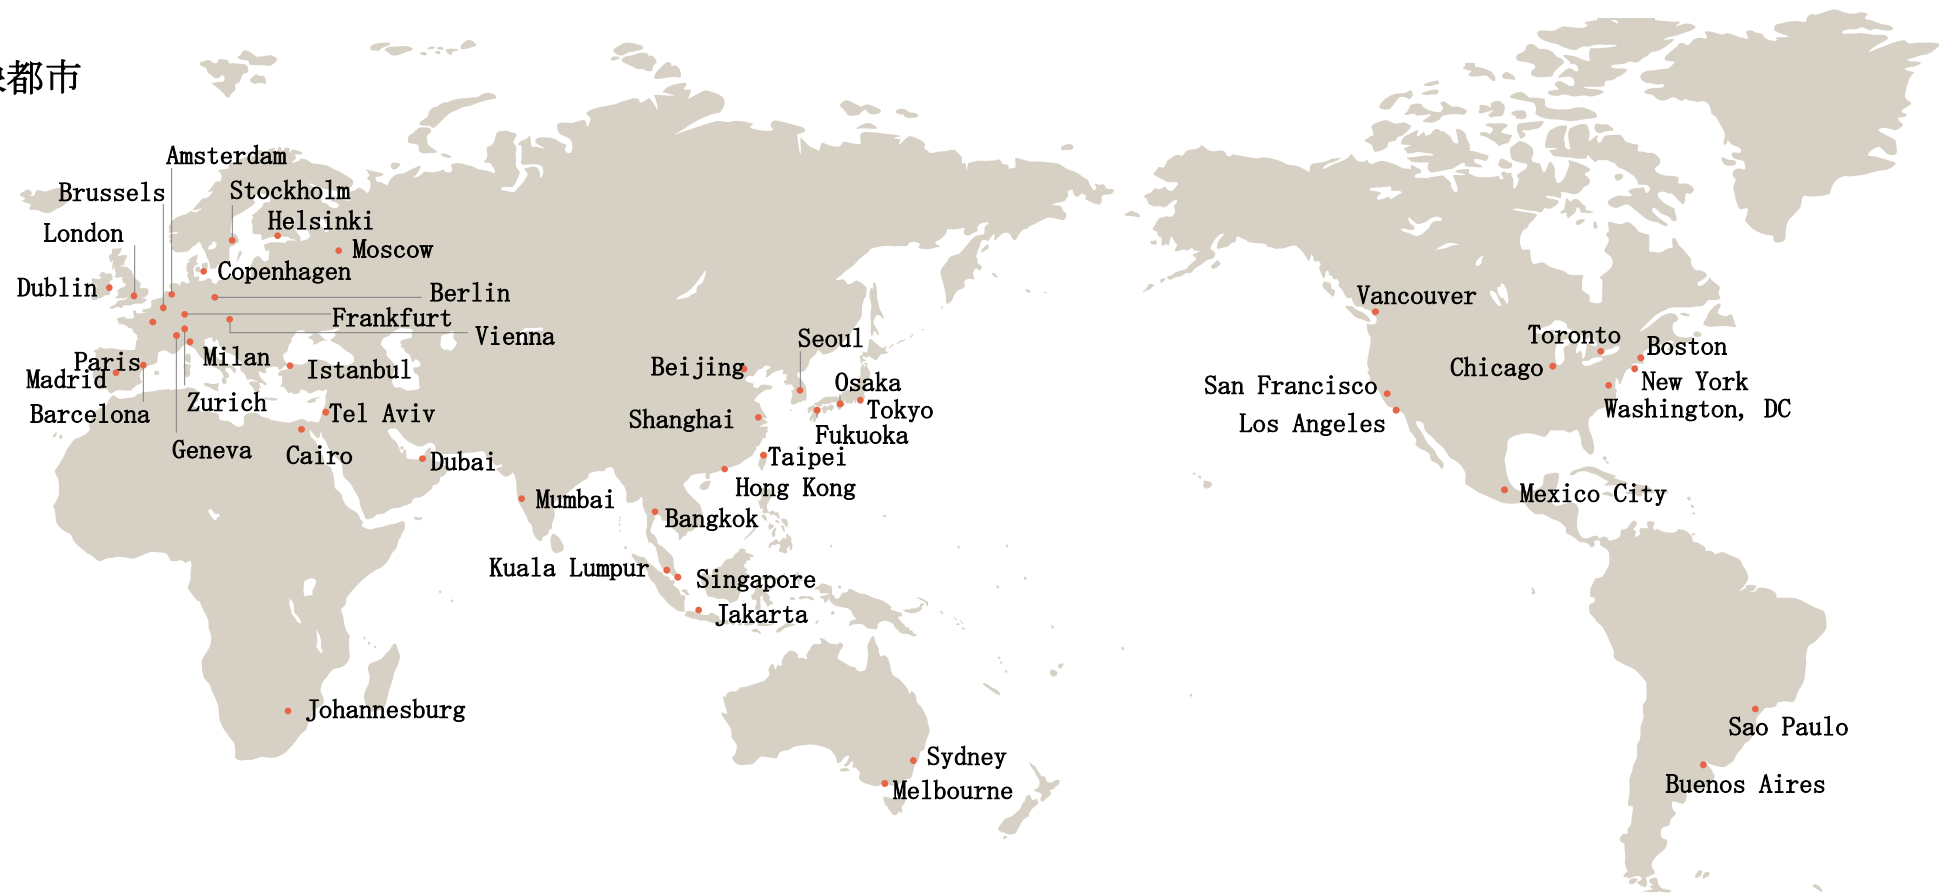 都市
Amsterdam
Brussels
Stockholm
Helsinki
London
Moscow
Copenhagen
Dublin
Berlin
Frankfurt
Vienna
Paris
Milan
Madrid
Istanbul
Zurich
Barcelona
Tel Aviv
Geneva
Cairo
Dubai
Mumbai
Johannesburg
Seoul
Beijing
Osaka
Tokyo
Shanghai
Fukuoka
Taipei
Hong Kong
Bangkok
Kuala Lumpur
Singapore
Jakarta
Sydney
Melbourne
Vancouver
Toronto
Boston
Chicago
New York
San Francisco
Washington, DC
Los Angeles
Mexico City
Sao Paulo
Buenos Aires